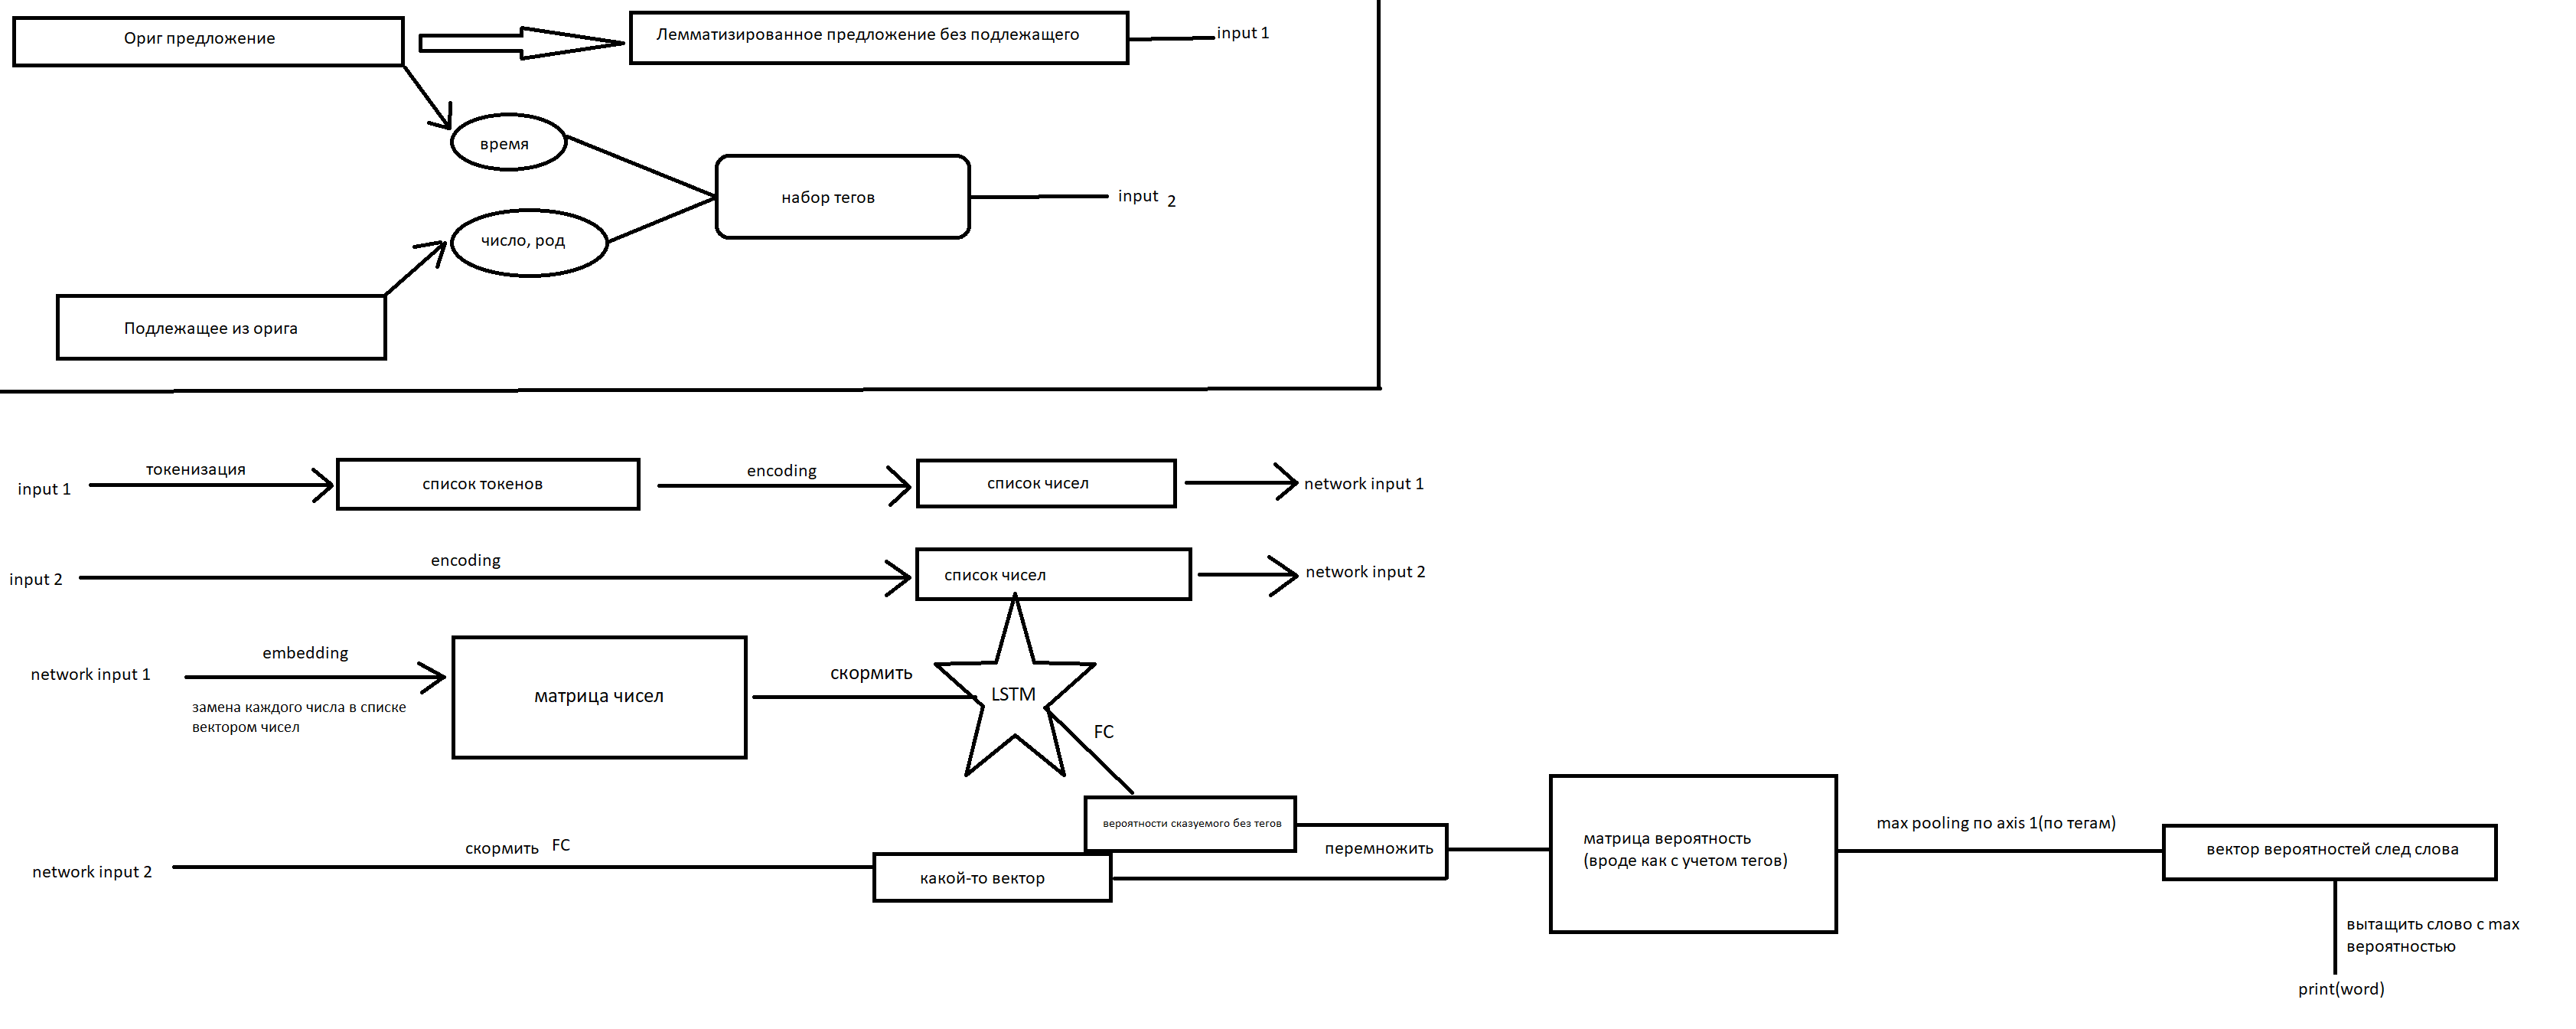 Ориг предложение
Лемматизированное предложение без подлежащего
input 1
время
набор тегов
input 2
число, род
Подлежащее из орига
токенизация
encoding
input 1
список токенов
список чисел
network input 1
encoding
input 2
список чисел
network input 2
embedding
network input 1
скормить
замена каждого числа в списке
вектором чисел
матрица чисел
LSTM
FC
вероятности сказуемого без тегов
network input 2
скормить FC
какой-то вектор
перемножить
матрица вероятность
(вроде как с учетом тегов)
max pooling по axis 1(по тегам)
вектор вероятностей след слова
вытащить слово с max
вероятностью
print(word)